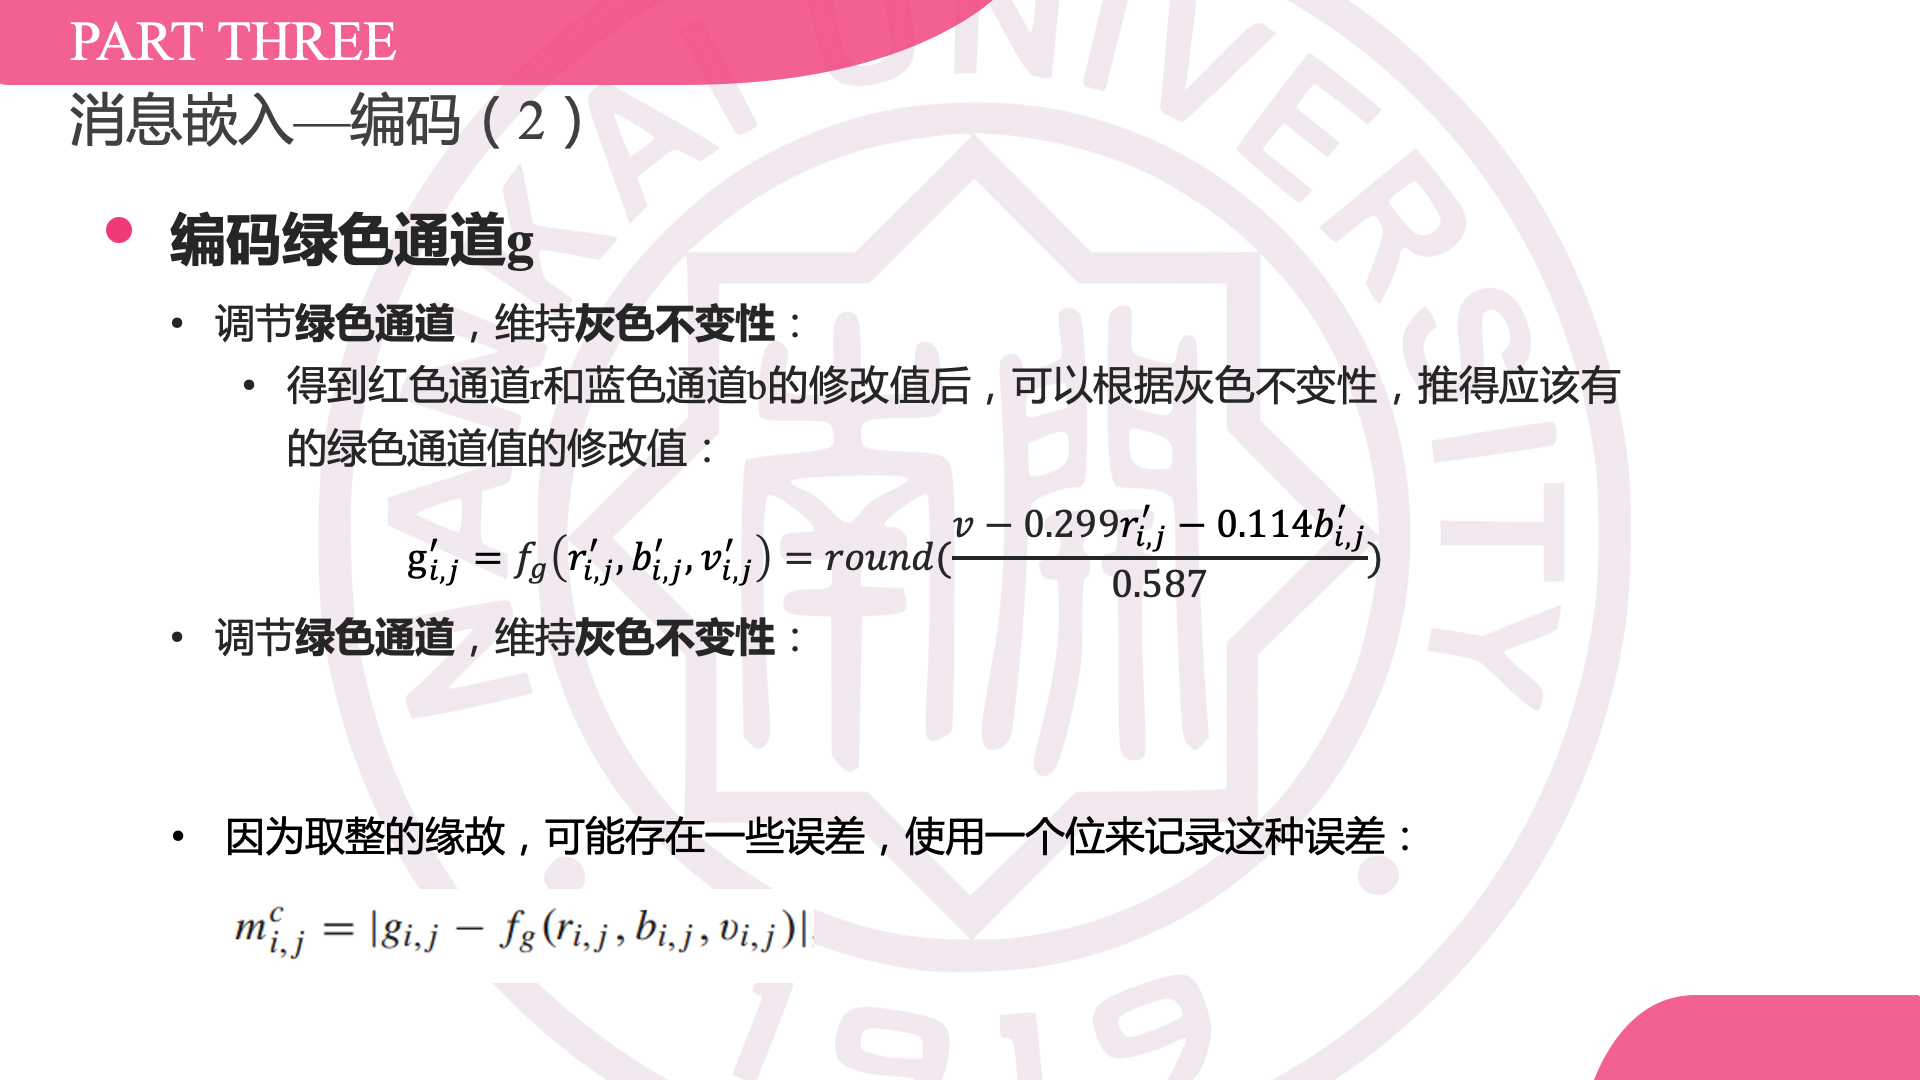 PART THREE
消息嵌入—编码（2）
编码绿色通道g
• 调节绿色通道，维持灰色不变性：
• 得到红色通道r和蓝色通道b的修改值后，可以根据灰色不变性，推得应该有
的绿色通道值的修改值：
g′_{i,j} = f_g(r′_{i,j}, b′_{i,j}, v′_{i,j}) = round(\frac{v − 0.299r′_{i,j} − 0.114b′_{i,j}}{0.587})
• 调节绿色通道，维持灰色不变性：
• 因为取整的缘故，可能存在一些误差，使用一个位来记录这种误差：
m^c_{i,j} = |g_{i,j} − f_g(r_{i,j}, b_{i,j}, υ_{i,j})|
NANKAI UNIVERSITY
南開
1919